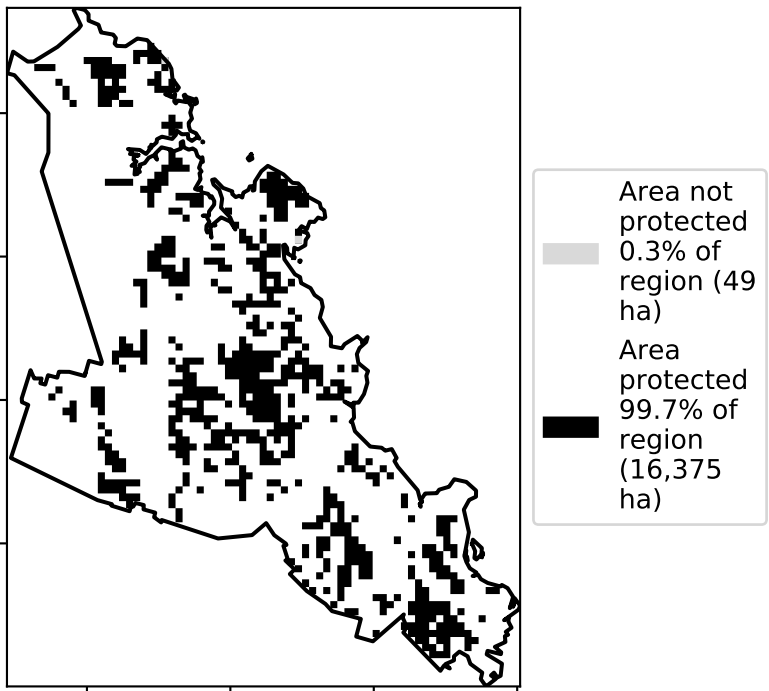 Area not
protected
0.3% of
region (49
ha)
Area
protected
99.7% of
region
(16,375
ha)